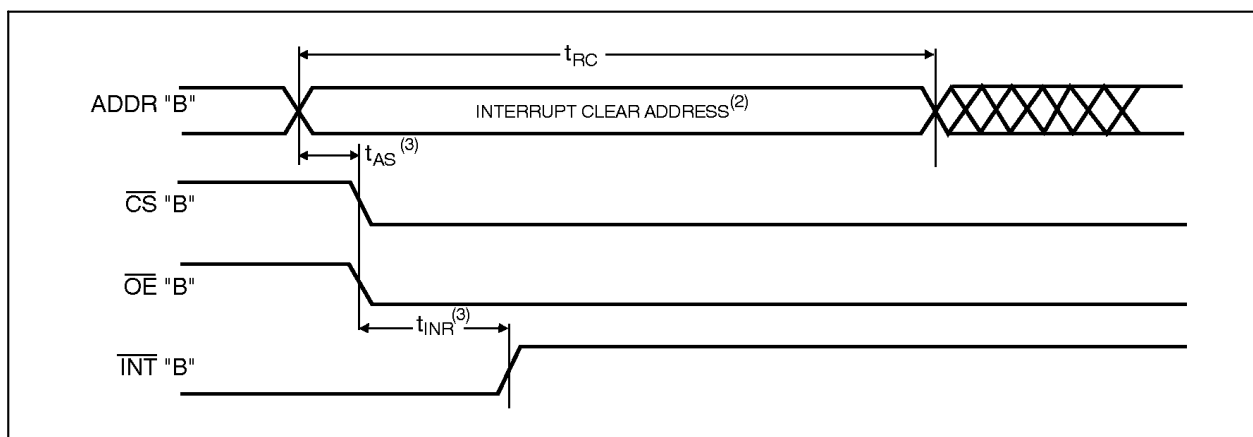 tRC
ADDR "B"
INTERRUPT CLEAR ADDRESS(2)
tAS(3)
CS "B"
OE "B"
tINR(3)
INT "B"